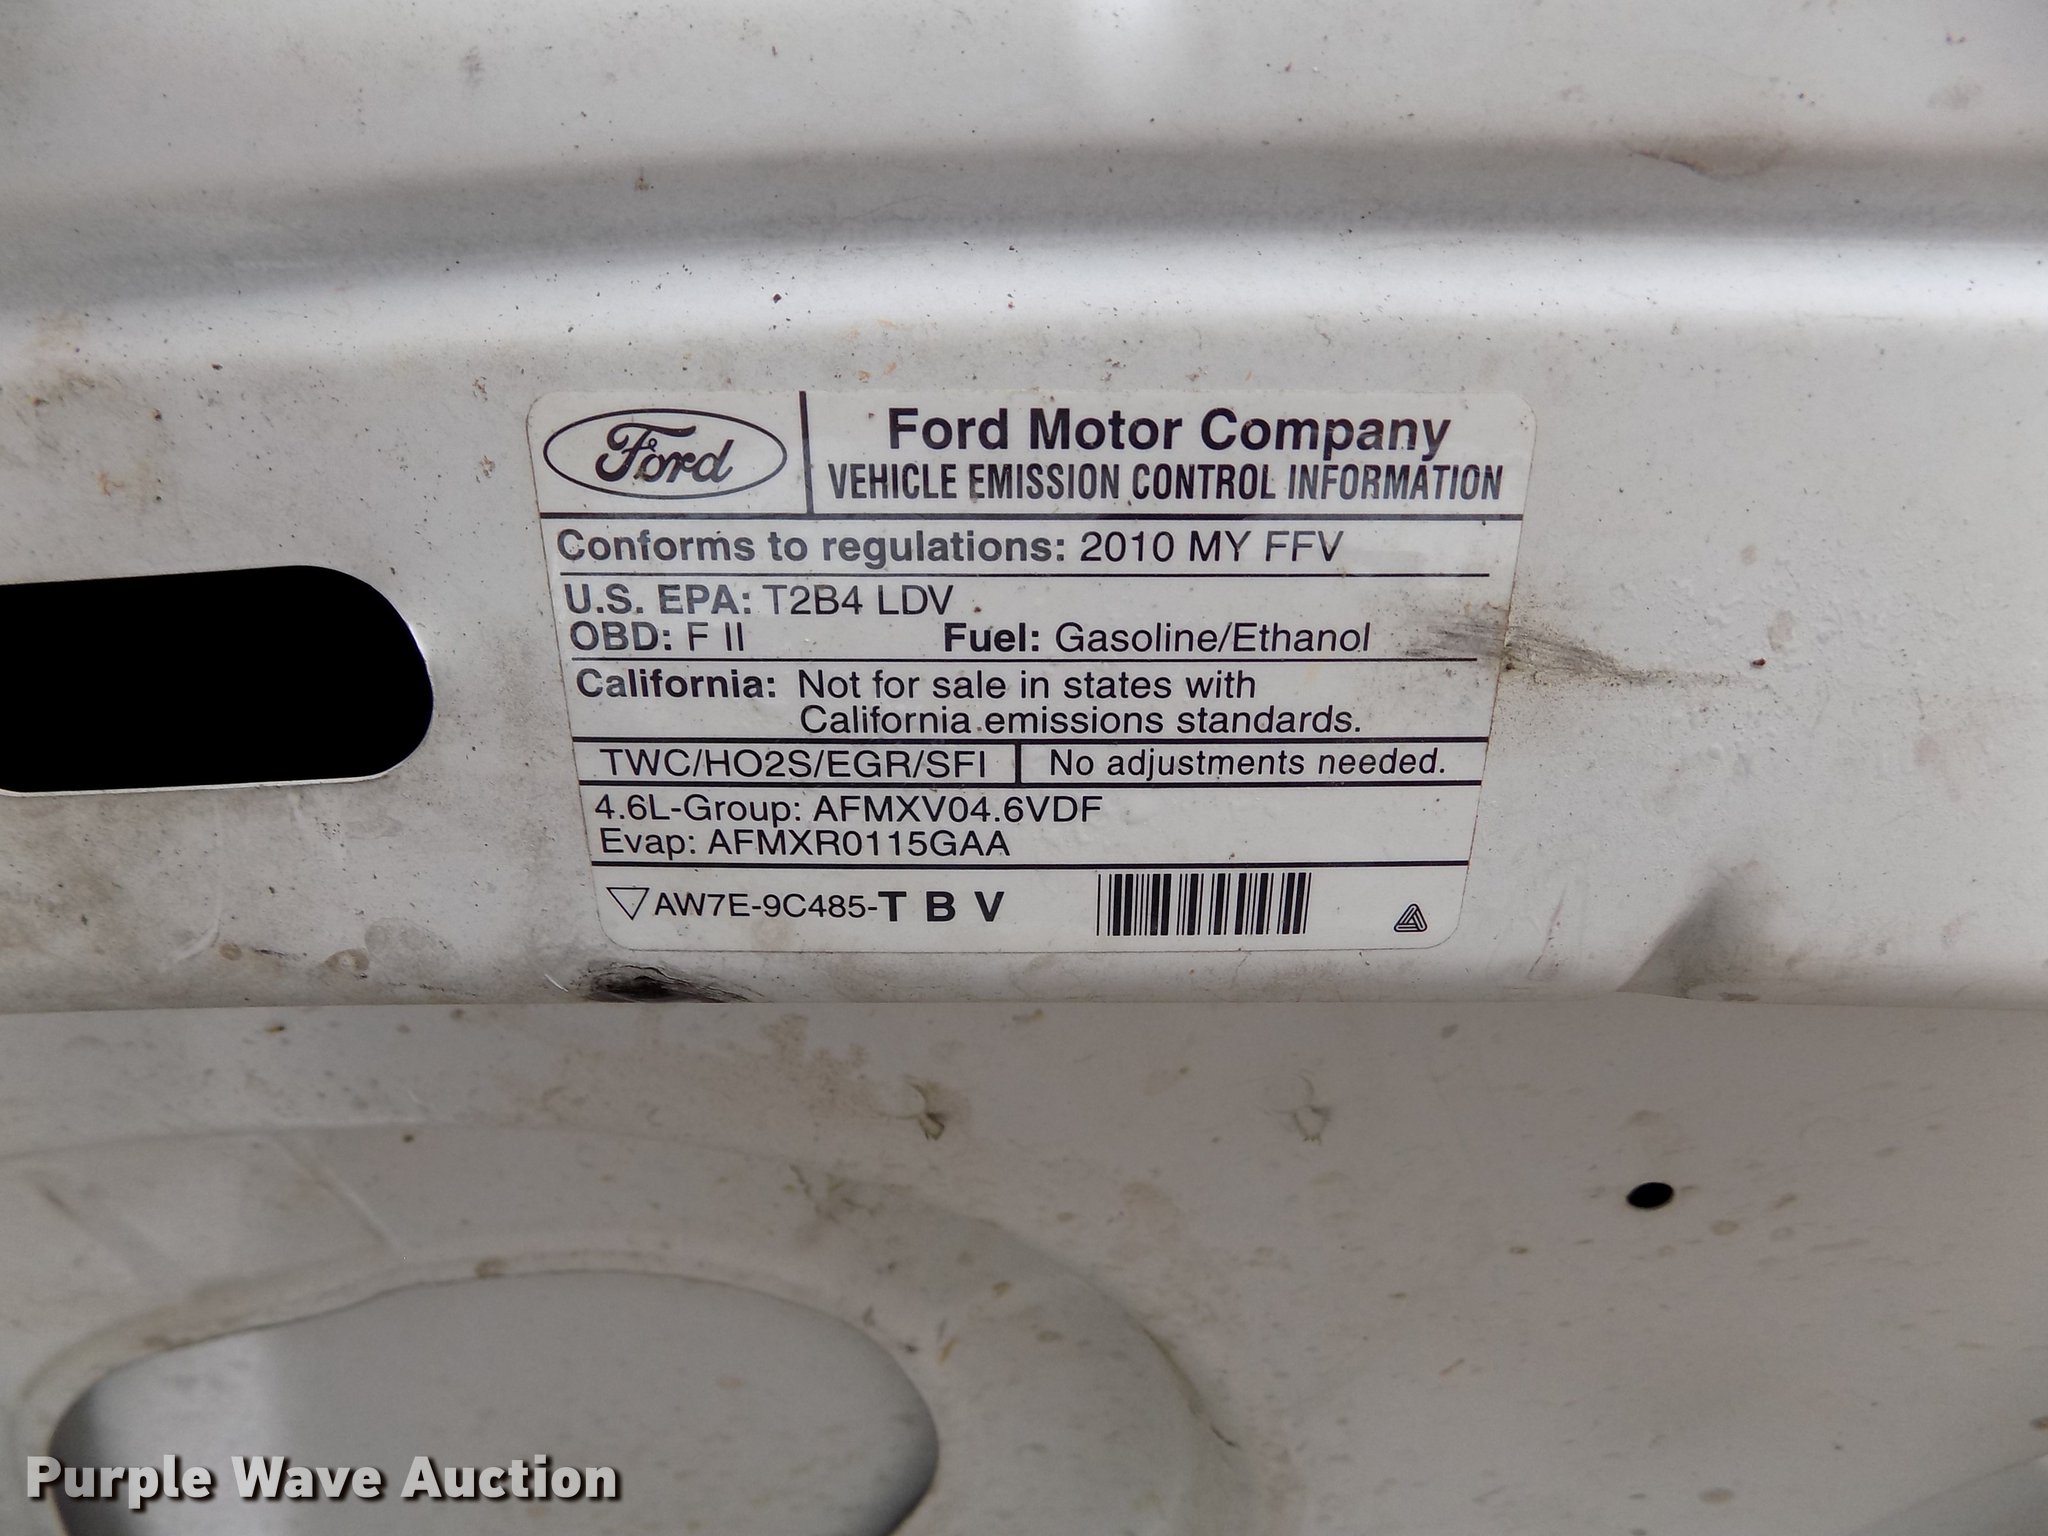 Ford
Ford Motor Company
VEHICLE EMISSION CONTROL INFORMATION
Conforms to regulations: 2010 MY FFV
U.S. EPA: T2B4 LDV
OBD: F II Fuel: Gasoline/Ethanol
California: Not for sale in states with
California emissions standards.
TWC/HO2S/EGR/SFI No adjustments needed.
4.6L-Group: AFMXV04.6VDF
Evap: AFMXR0115GAA
AW7E-9C485-T B V
Purple Wave Auction